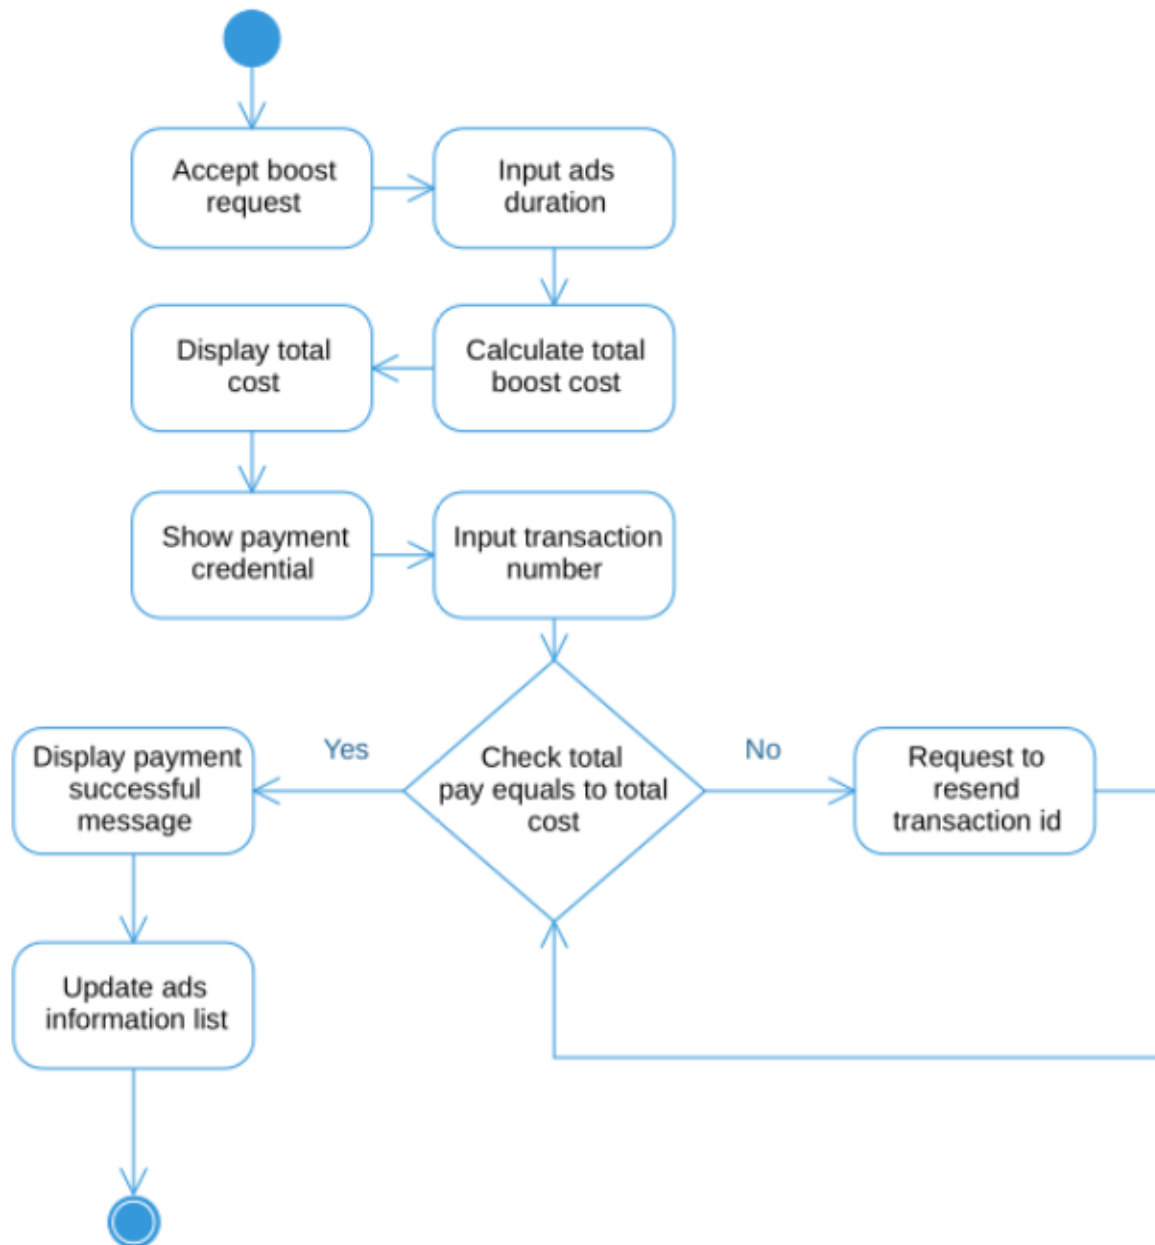 Accept boost
request
Input ads
duration
Display total
cost
Calculate total
boost cost
Show payment
credential
Input transaction
number
Display payment
successful
message
Yes
Check total
pay equals to total
cost
No
Request to
resend
transaction id
Update ads
information list